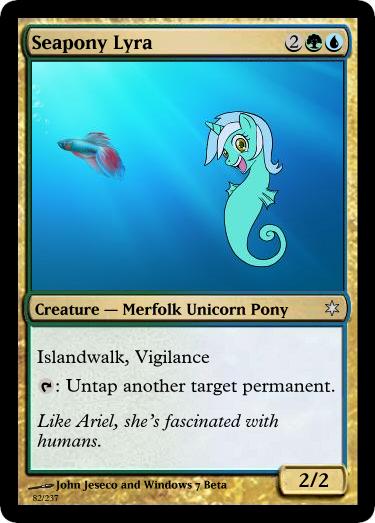 Seapony Lyra 2
Creature — Merfolk Unicorn Pony
Islandwalk, Vigilance
: Untap another target permanent.
Like Ariel, she's fascinated with
humans.
John Jeseco and Windows 7 Beta
2/2
82/237